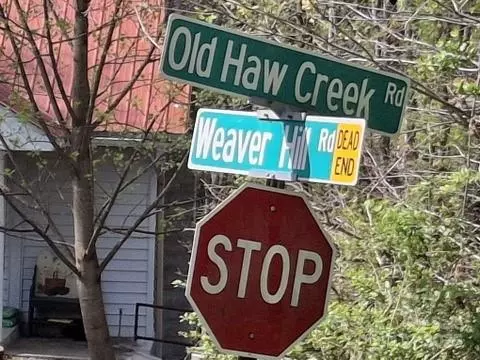 Old Haw Creek Rd
Weaver Hill Rd DEAD
END
STOP